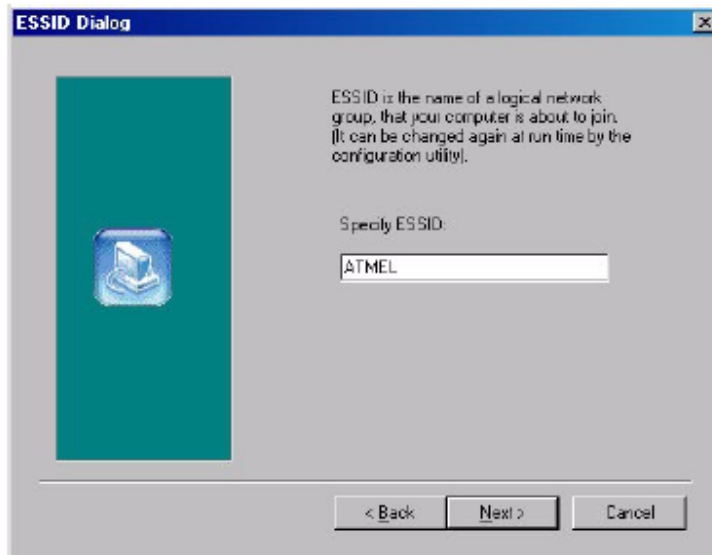 ESSID Dialog
ESSID is the name of a logical network
group, that your computer is about to join.
(It can be changed again at run time by the
configuration utility).
Specify ESSID:
ATMEL
< Back
Next >
Cancel